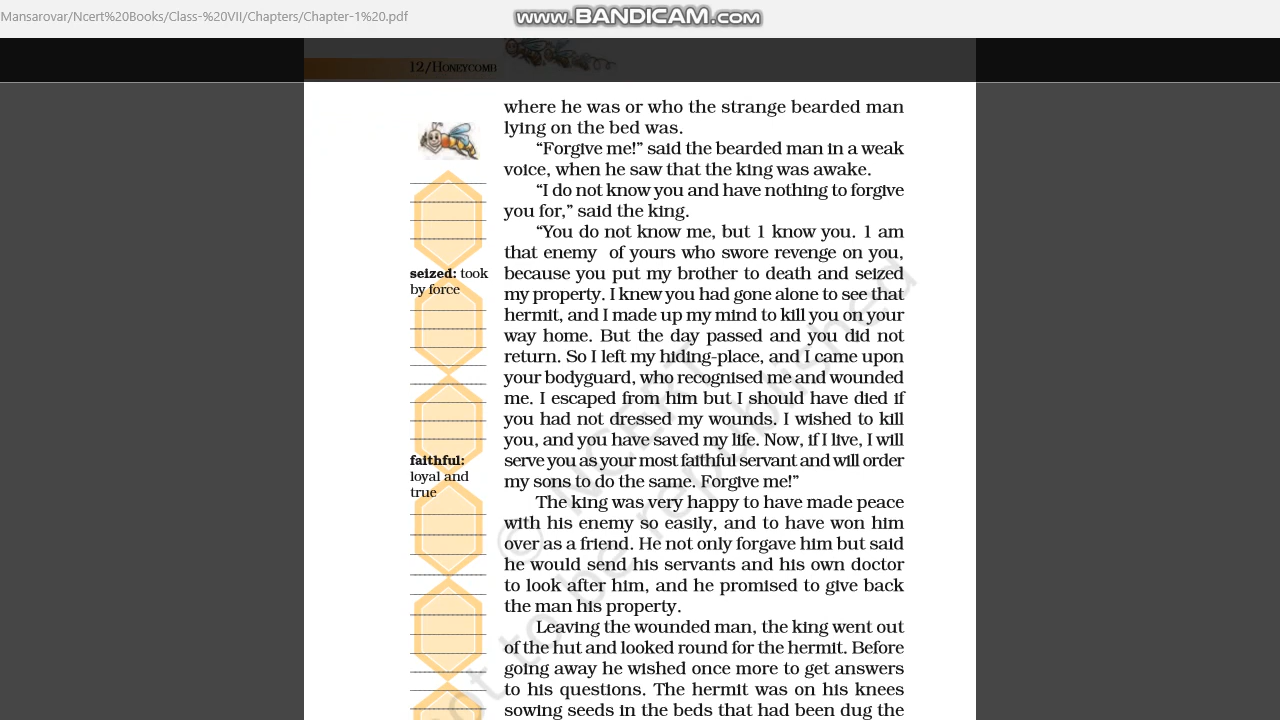 Mansarovar/Ncert%20Books/Class-%20VII/Chapters/Chapter-1%20.pdf
www.BANDICAM.com
12/HONEYCOMB
where he was or who the strange bearded man
lying on the bed was.
“Forgive me!” said the bearded man in a weak
voice, when he saw that the king was awake.
“I do not know you and have nothing to forgive
you for,” said the king.
“You do not know me, but 1 know you. 1 am
that enemy of yours who swore revenge on you,
because you put my brother to death and seized
my property. I knew you had gone alone to see that
hermit, and I made up my mind to kill you on your
way home. But the day passed and you did not
return. So I left my hiding-place, and I came upon
your bodyguard, who recognised me and wounded
me. I escaped from him but I should have died if
you had not dressed my wounds. I wished to kill
you, and you have saved my life. Now, if I live, I will
serve you as your most faithful servant and will order
my sons to do the same. Forgive me!”
The king was very happy to have made peace
with his enemy so easily, and to have won him
over as a friend. He not only forgave him but said
he would send his servants and his own doctor
to look after him, and he promised to give back
the man his property.
Leaving the wounded man, the king went out
of the hut and looked round for the hermit. Before
going away he wished once more to get answers
to his questions. The hermit was on his knees
sowing seeds in the beds that had been dug the
seized: took
by force
faithful:
loyal and
true
© NCERT
not to be republished